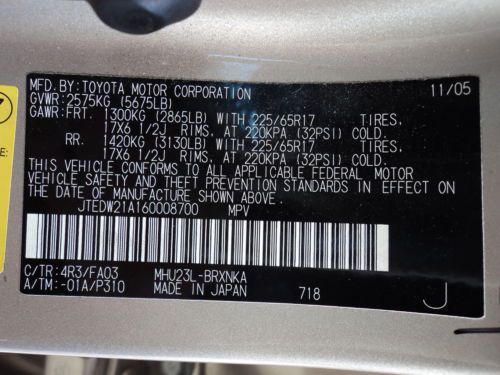 MFD. BY: TOYOTA MOTOR CORPORATION 11/05
GVWR: 2575KG (5675LB)
GAWR: FRT. 1300KG (2865LB) WITH 225/65R17 TIRES,
17X6 1/2J RIMS, AT 220KPA (32PSI) COLD.
RR. 1420KG (3130LB) WITH 225/65R17 TIRES,
17X6 1/2J RIMS, AT 220KPA (32PSI) COLD.
THIS VEHICLE CONFORMS TO ALL APPLICABLE FEDERAL MOTOR
VEHICLE SAFETY AND THEFT PREVENTION STANDARDS IN EFFECT ON
THE DATE OF MANUFACTURE SHOWN ABOVE.
JTEDW21A160008700 MPV
C/TR: 4R3/FA03 MHU23L-BRXNKA
A/TM: -01A/P310 MADE IN JAPAN 718 J
E: